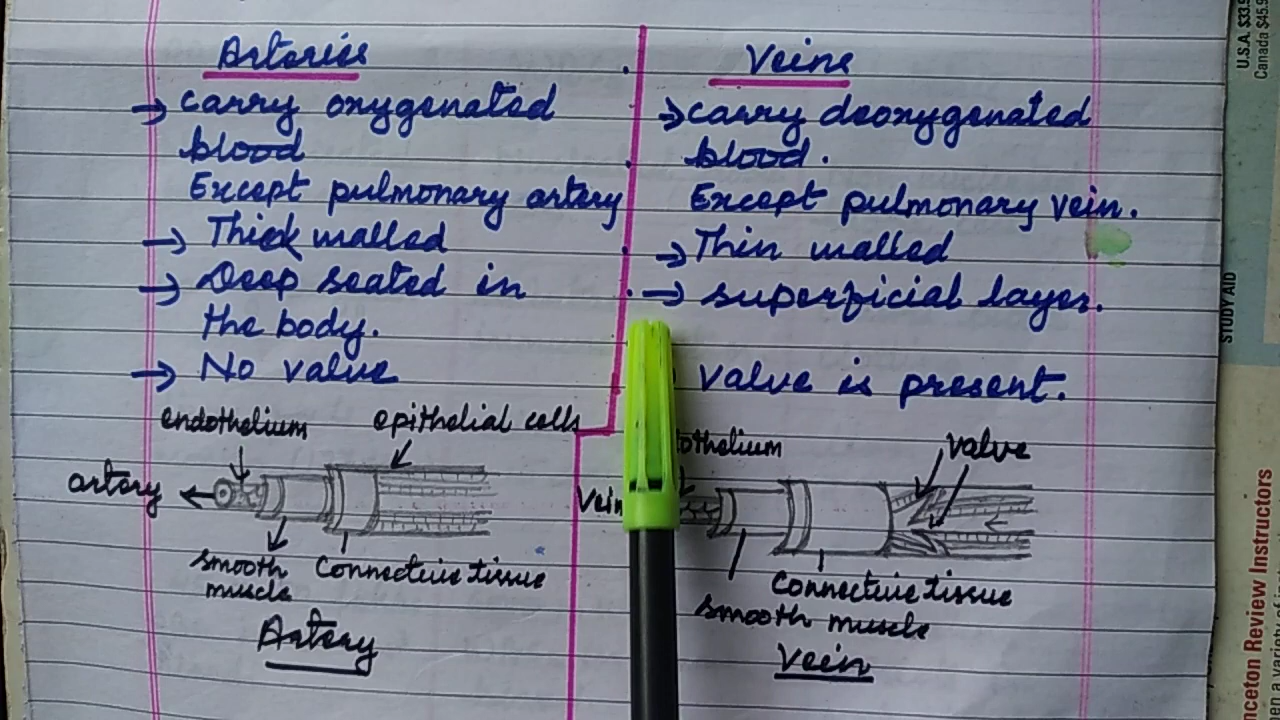 Arteries
→ carry oxygenated
blood
Except pulmonary artery
→ Thick walled
→ Deep seated in
the body.
→ No valve
endothelium
epithelial cells
artery
smooth
muscle
Connective tissue
Artery
Veins
→ carry deoxygenated
blood.
Except pulmonary vein.
→ Thin walled
→ superficial layer.
valve is present.
valve
Vein
Connective tissue
smooth muscle
Vein
U.S.A. $33.9
Canada $45.9
STUDY AID
inceton Review Instructors